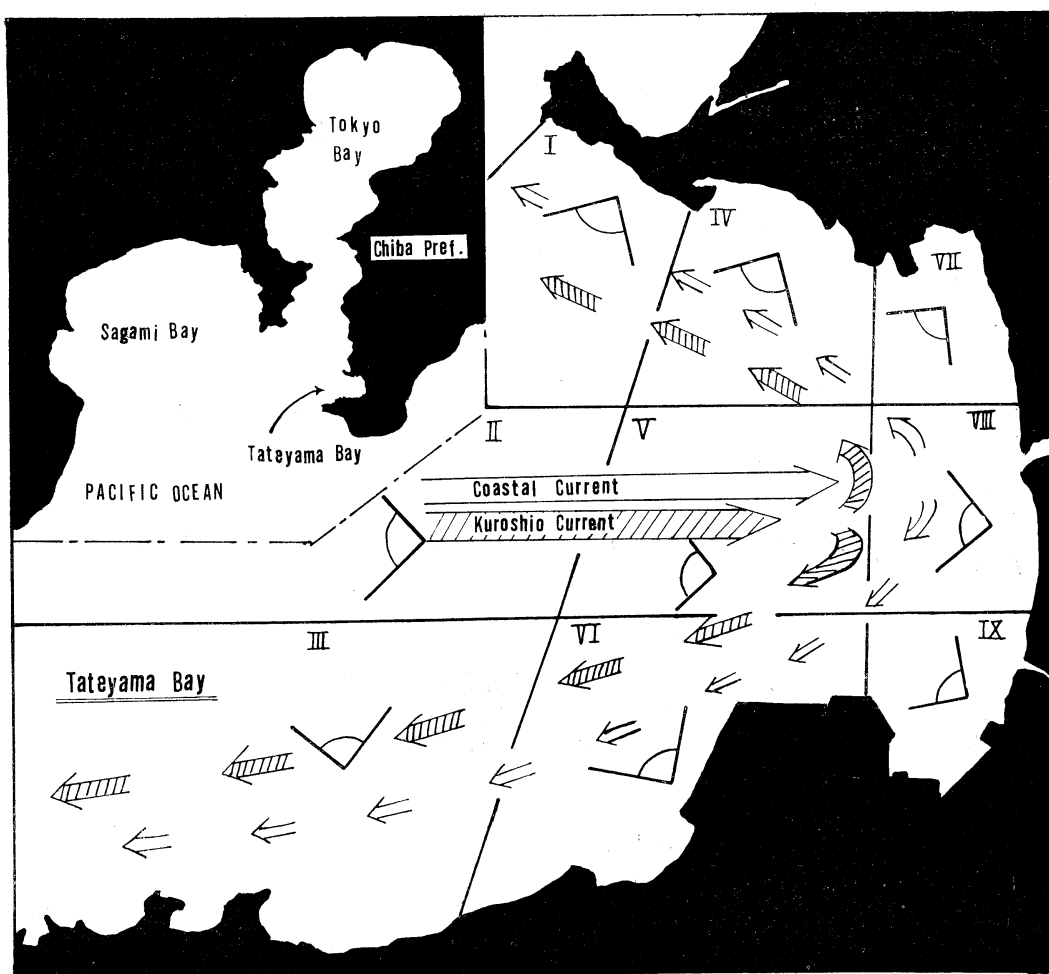 Tokyo
Bay
Chiba Pref.
Sagami Bay
Tateyama Bay
PACIFIC OCEAN
I
IV
VII
II
V
VIII
Coastal Current
Kuroshio Current
III
VI
IX
Tateyama Bay